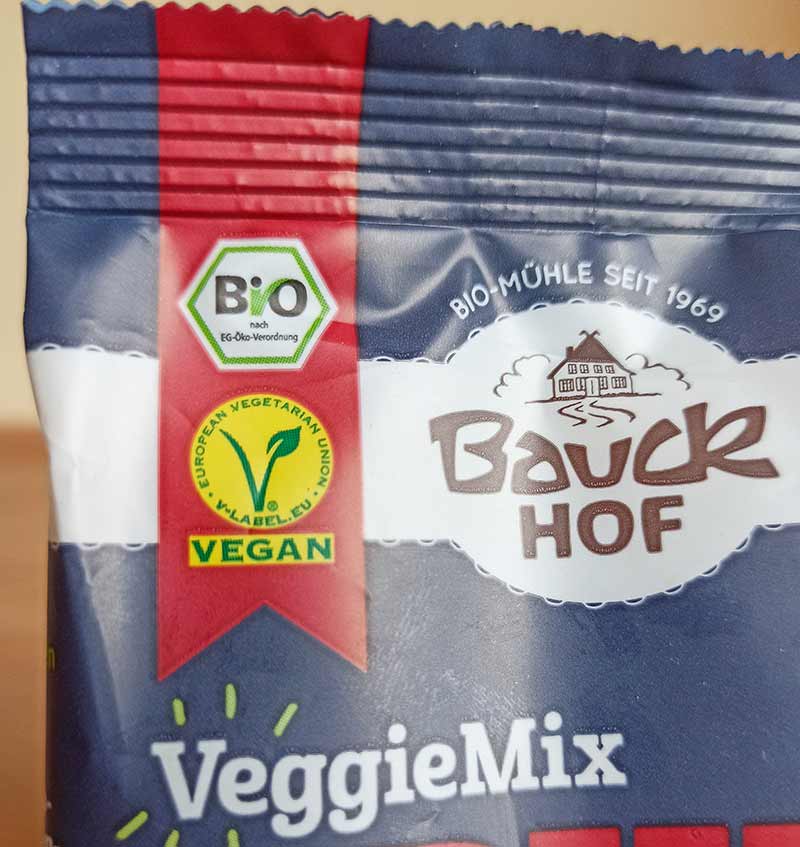 BiO
nach
EG-Öko-Verordnung
EUROPEAN VEGETARIAN UNION
V-LABEL.EU
®
VEGAN
BIO-MÜHLE SEIT 1969
Bauck
HOF
VeggieMix